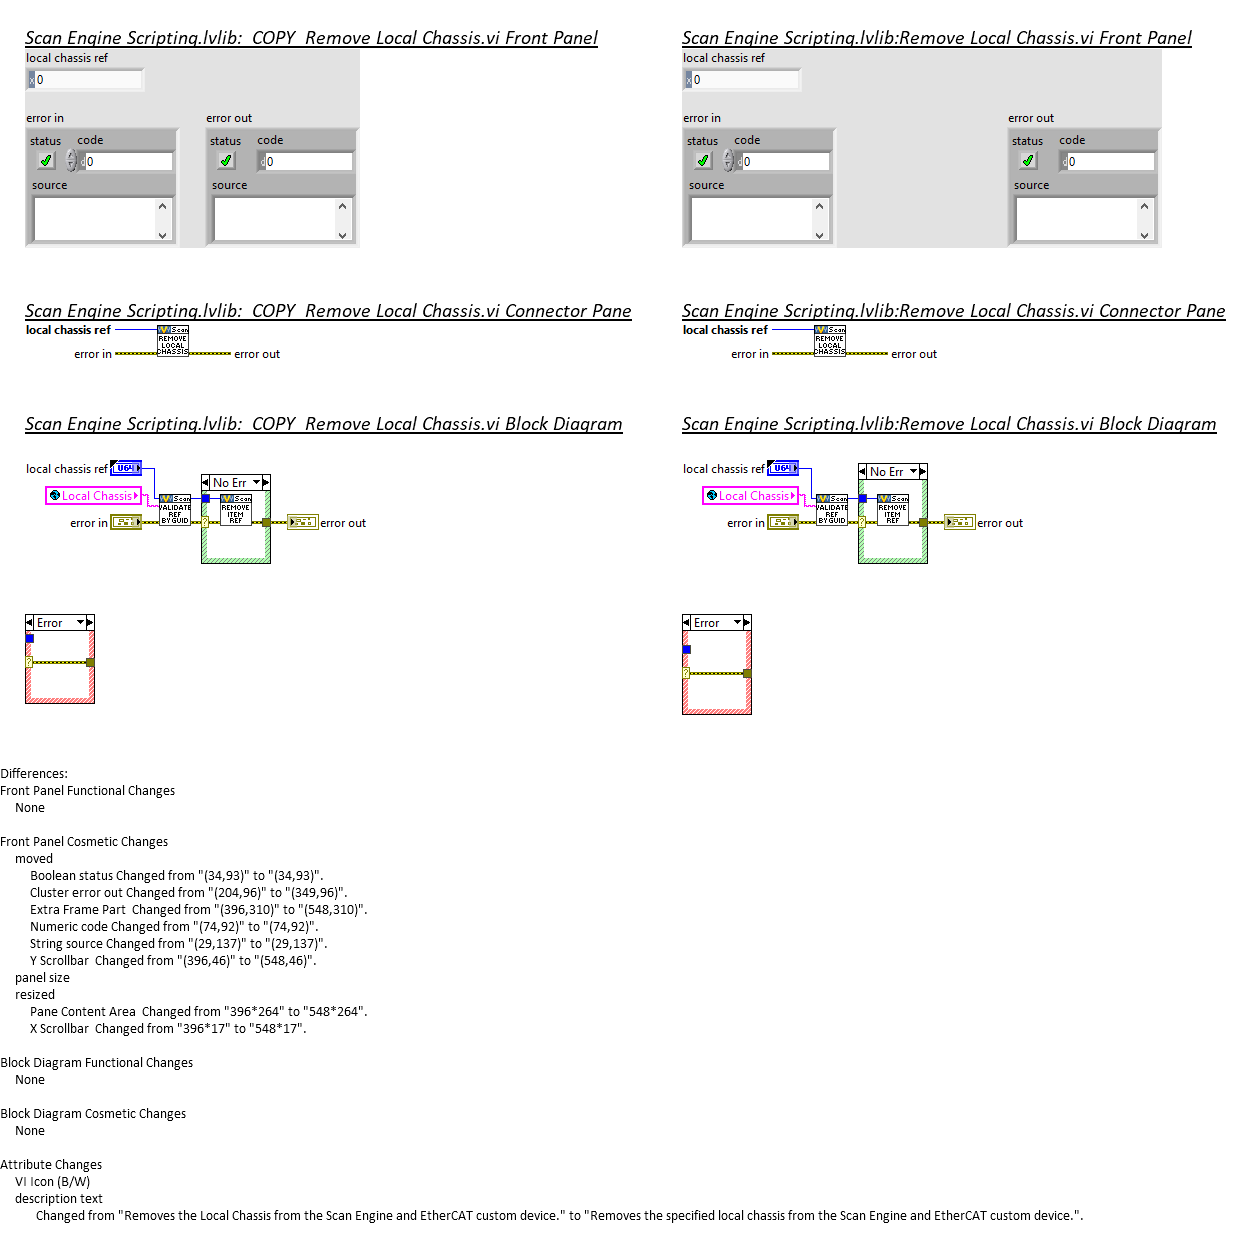 Scan Engine Scripting.lvlib:  COPY  Remove Local Chassis.vi Front Panel
local chassis ref
x 0
error in
error out
status
code
status
code
d 0
d 0
source
source
Scan Engine Scripting.lvlib:Remove Local Chassis.vi Front Panel
local chassis ref
x 0
error in
error out
status
code
status
code
d 0
d 0
source
source
Scan Engine Scripting.lvlib:  COPY  Remove Local Chassis.vi Connector Pane
local chassis ref
Scan
REMOVE
LOCAL
CHASSIS
error in
error out
Scan Engine Scripting.lvlib:Remove Local Chassis.vi Connector Pane
local chassis ref
Scan
REMOVE
LOCAL
CHASSIS
error in
error out
Scan Engine Scripting.lvlib:  COPY  Remove Local Chassis.vi Block Diagram
local chassis ref
U64
No Err
Local Chassis
Scan
VALIDATE
REF
BY GUID
Scan
REMOVE
ITEM
REF
error in
?
error out
Error
?
Scan Engine Scripting.lvlib:Remove Local Chassis.vi Block Diagram
local chassis ref
U64
No Err
Local Chassis
Scan
VALIDATE
REF
BY GUID
Scan
REMOVE
ITEM
REF
error in
?
error out
Error
?
Differences:
Front Panel Functional Changes
None
Front Panel Cosmetic Changes
moved
Boolean status Changed from "(34,93)" to "(34,93)".
Cluster error out Changed from "(204,96)" to "(349,96)".
Extra Frame Part  Changed from "(396,310)" to "(548,310)".
Numeric code Changed from "(74,92)" to "(74,92)".
String source Changed from "(29,137)" to "(29,137)".
Y Scrollbar  Changed from "(396,46)" to "(548,46)".
panel size
resized
Pane Content Area  Changed from "396*264" to "548*264".
X Scrollbar  Changed from "396*17" to "548*17".
Block Diagram Functional Changes
None
Block Diagram Cosmetic Changes
None
Attribute Changes
VI Icon (B/W)
description text
Changed from "Removes the Local Chassis from the Scan Engine and EtherCAT custom device." to "Removes the specified local chassis from the Scan Engine and EtherCAT custom device.".